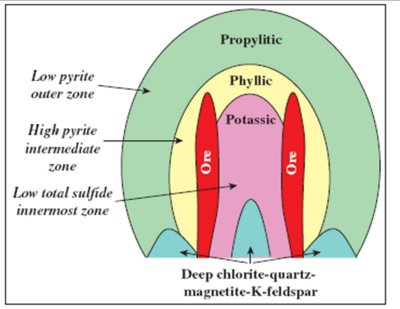 Propylitic
Low pyrite
outer zone
Phyllic
Potassic
High pyrite
intermediate
zone
Ore
Ore
Low total sulfide
innermost zone
Deep chlorite-quartz-
magnetite-K-feldspar